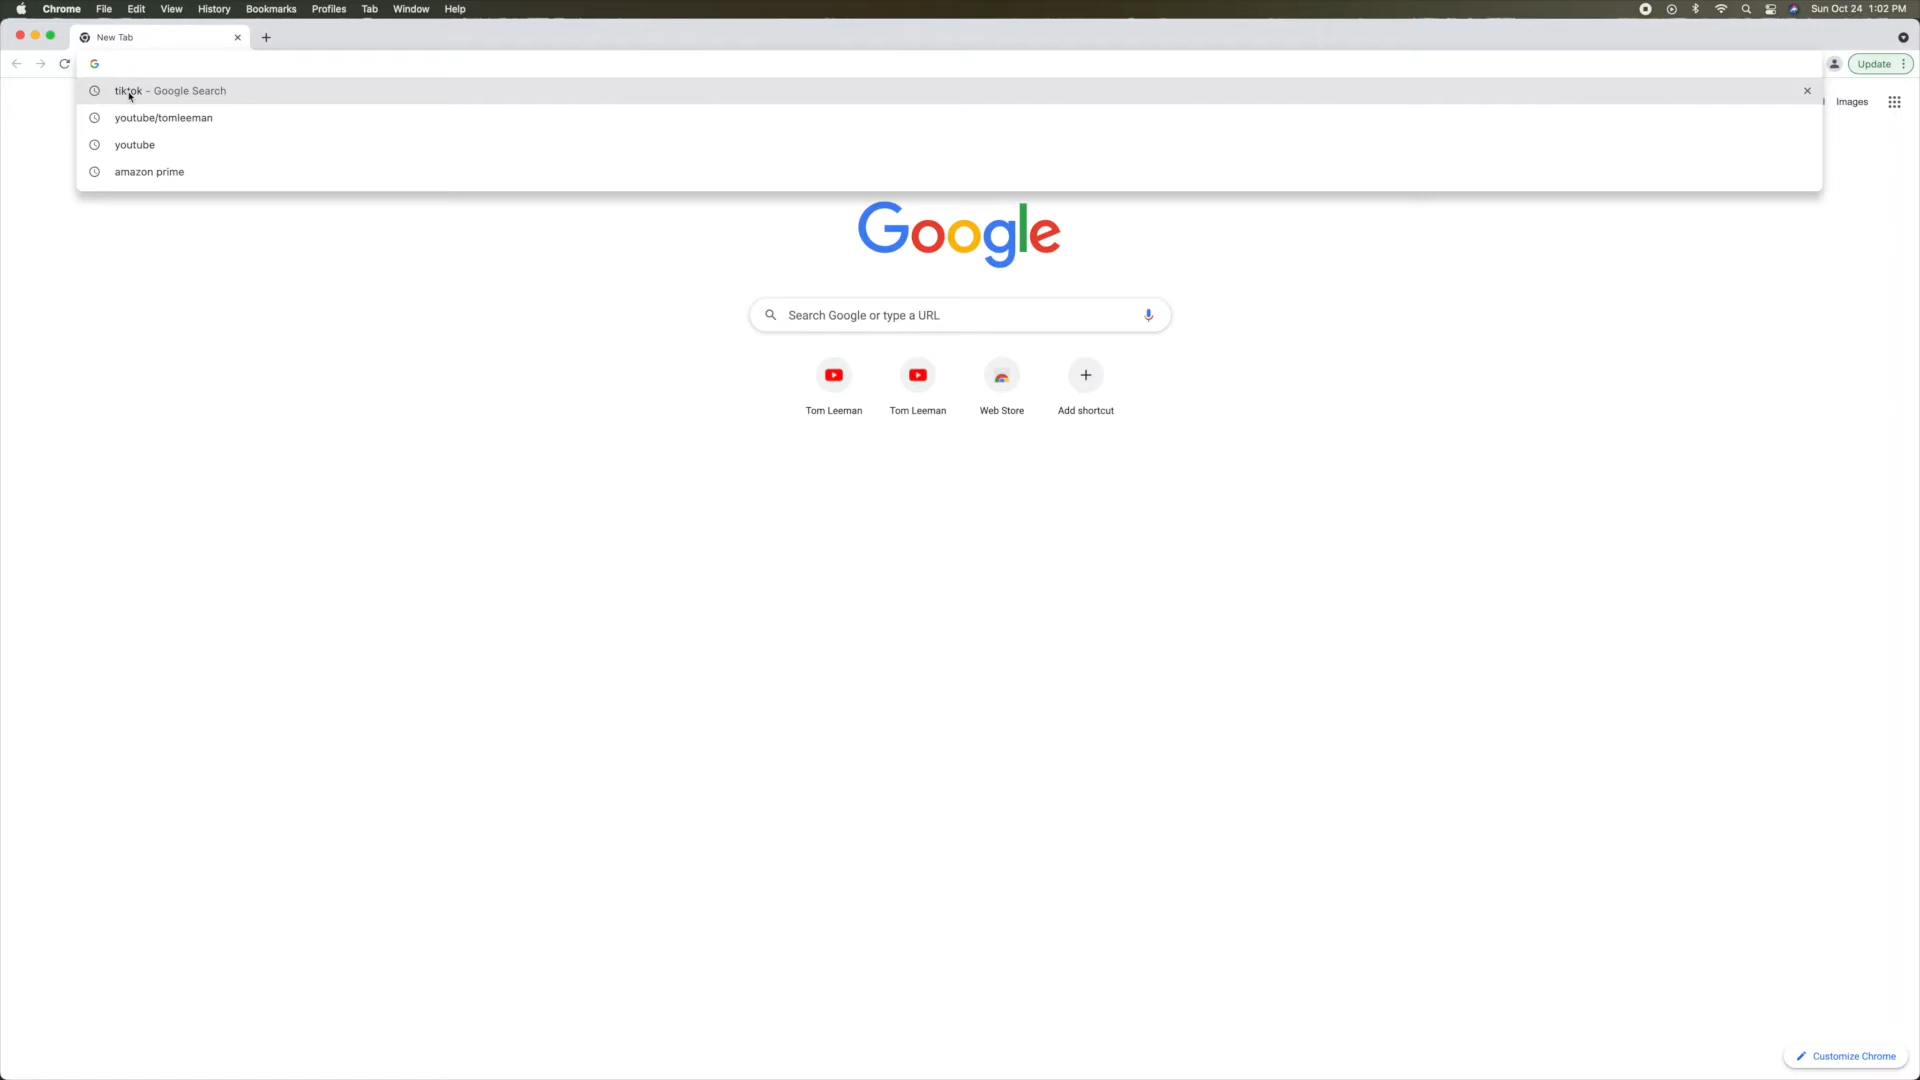 Chrome File Edit View History Bookmarks Profiles Tab Window Help Sun Oct 24 1:02 PM
New Tab
Update
tiktok - Google Search
Images
youtube/tomleeman
youtube
amazon prime
Google
Search Google or type a URL
Tom Leeman Tom Leeman Web Store Add shortcut
Customize Chrome